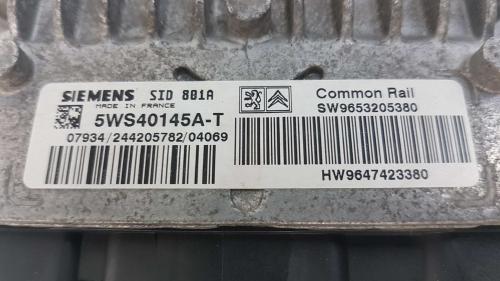 SIEMENS SID 801A
MADE IN FRANCE
5WS40145A-T
07934/244205782/04069
Common Rail
SW9653205380
HW9647423380